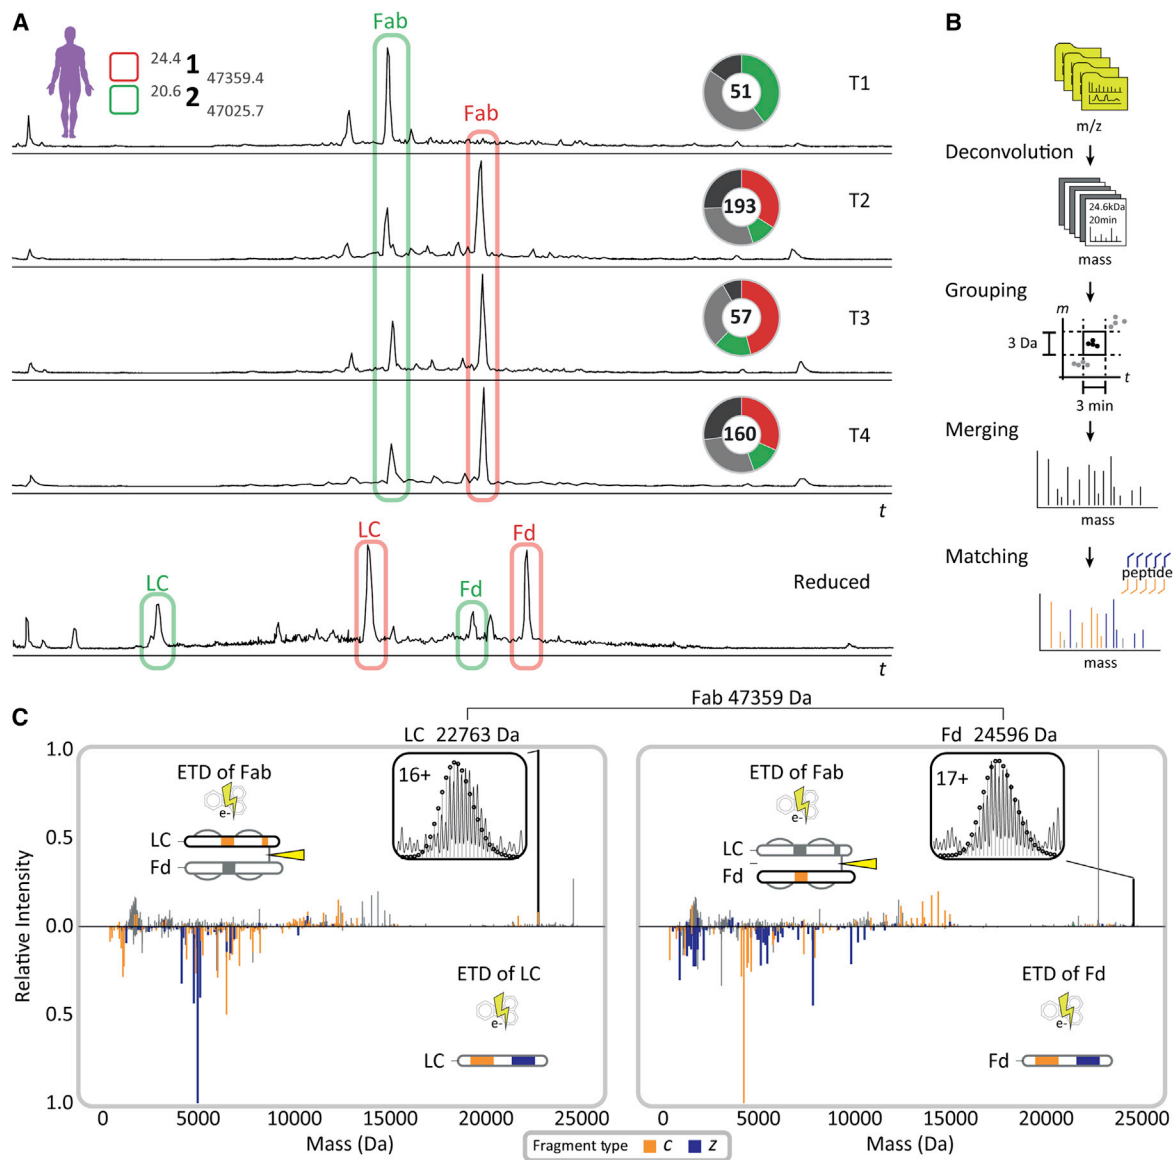 A
24.4 1 47359.4
20.6 2 47025.7
Fab
Fab
51
T1
193
T2
57
T3
160
T4
t
LC
LC
Fd
Fd
Reduced
t
B
m/z
Deconvolution
24.6kDa
20min
mass
Grouping
m
3 Da
t
3 min
Merging
mass
Matching
peptide
mass
C
Fab 47359 Da
LC 22763 Da
Fd 24596 Da
1.0
0.5
0.0
0.5
1.0
Relative Intensity
ETD of Fab
e-
LC
Fd
16+
ETD of LC
e-
LC
0 5000 10000 15000 20000 25000
Mass (Da)
ETD of Fab
e-
LC
Fd
17+
ETD of Fd
e-
Fd
0 5000 10000 15000 20000 25000
Mass (Da)
Fragment type c z